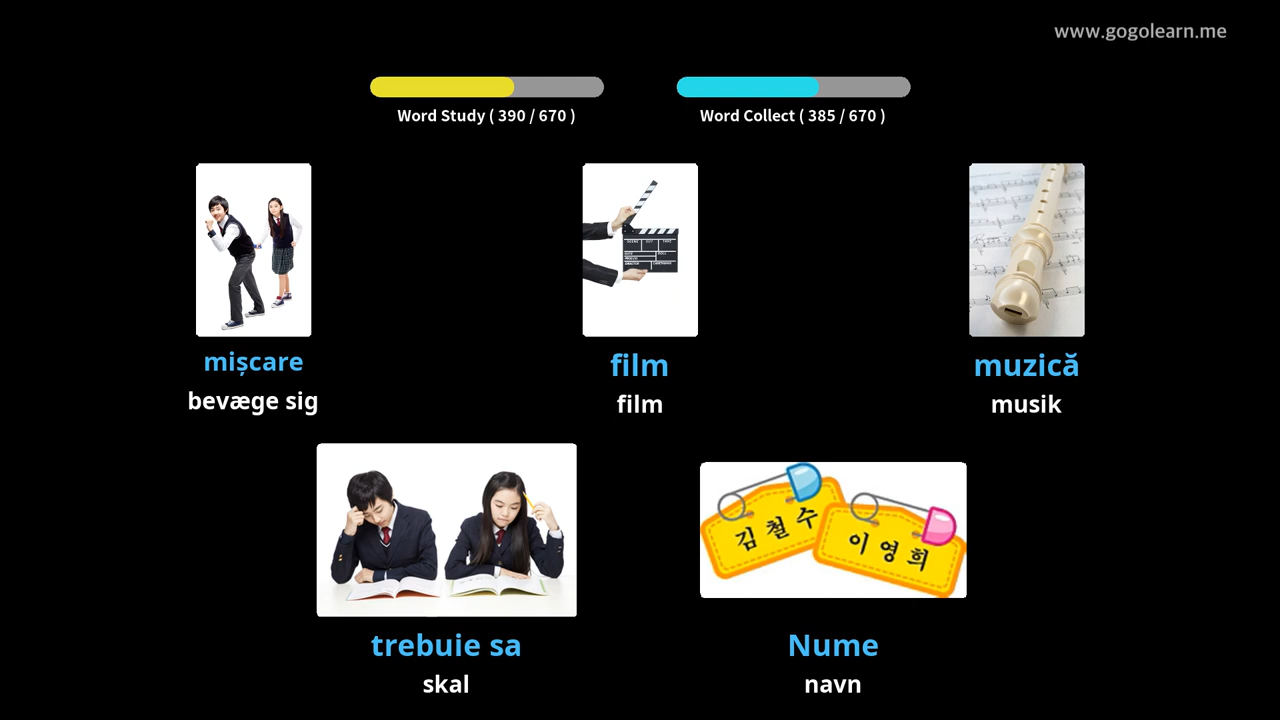 www.gogolearn.me
Word Study ( 390 / 670 )
Word Collect ( 385 / 670 )
mișcare
bevæge sig
film
film
muzică
musik
김철수
이영희
trebuie sa
skal
Nume
navn